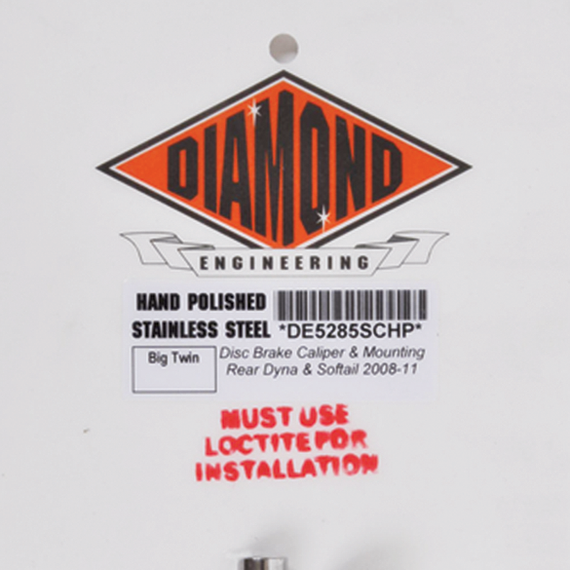 DIAMOND
ENGINEERING
HAND POLISHED
STAINLESS STEEL *DE5285SCHP*
Big Twin
Disc Brake Caliper & Mounting
Rear Dyna & Softail 2008-11
MUST USE
LOCTITE FOR
INSTALLATION